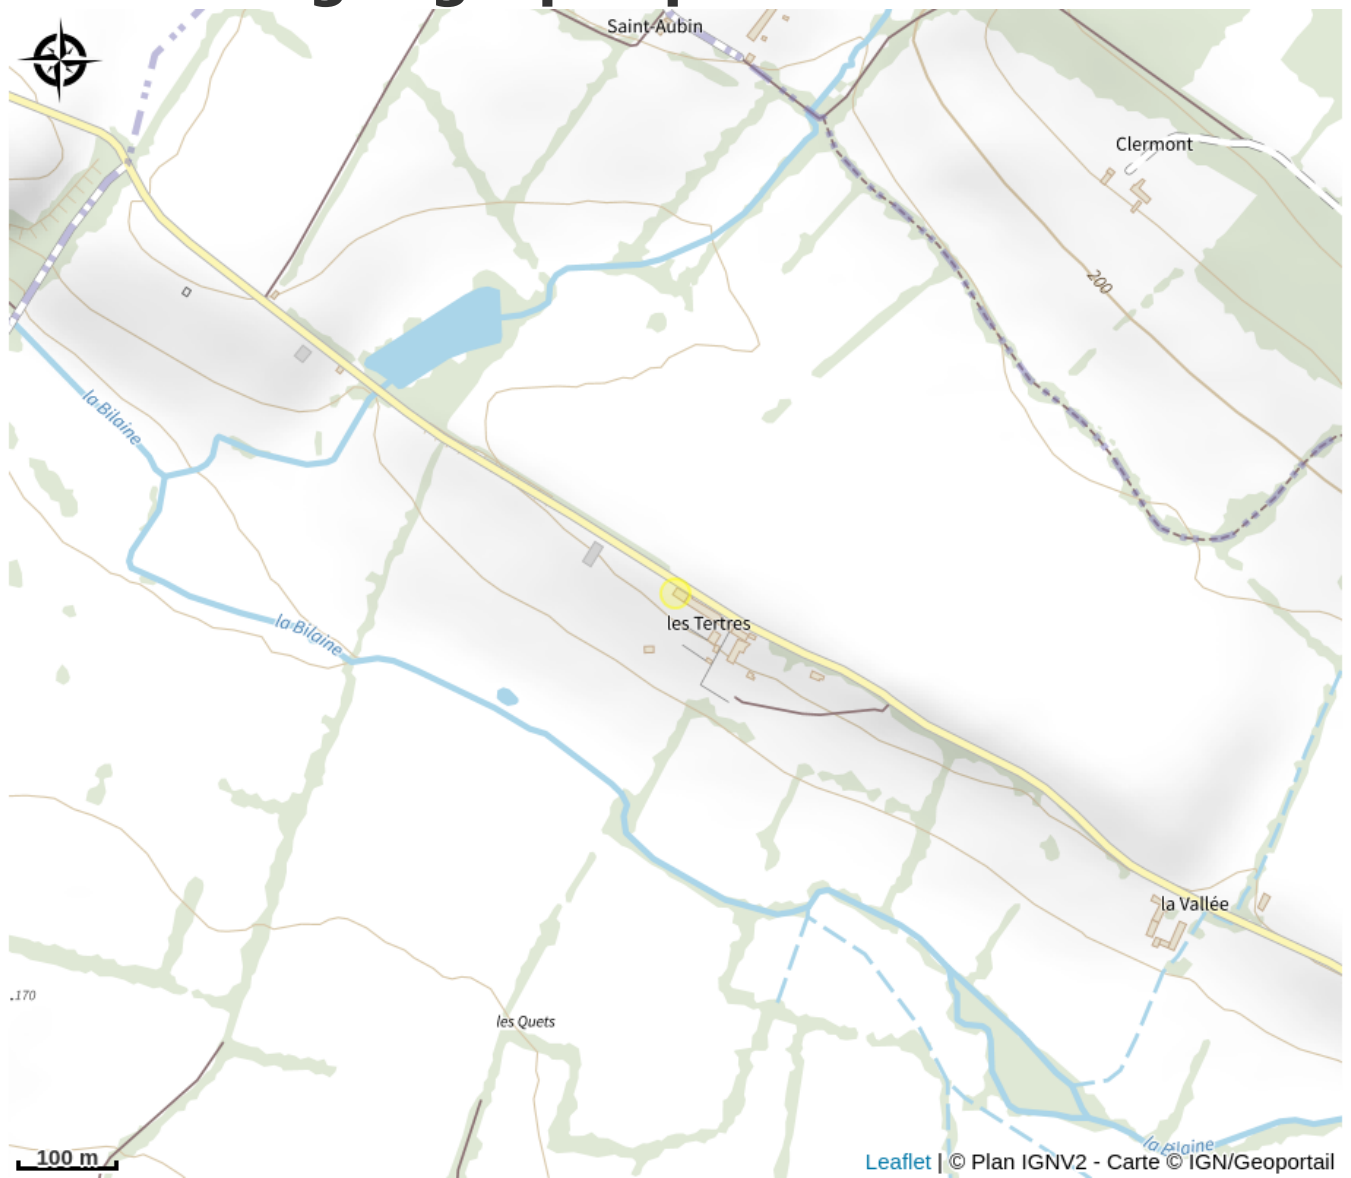 Saint-Aubin
Clermont
200
la Bilaine
la Bilaine
les Tertres
la Vallée
.170
les Quets
la Bilaine
100 m
Leaflet | © Plan IGNV2 - Carte © IGN/Geoportail